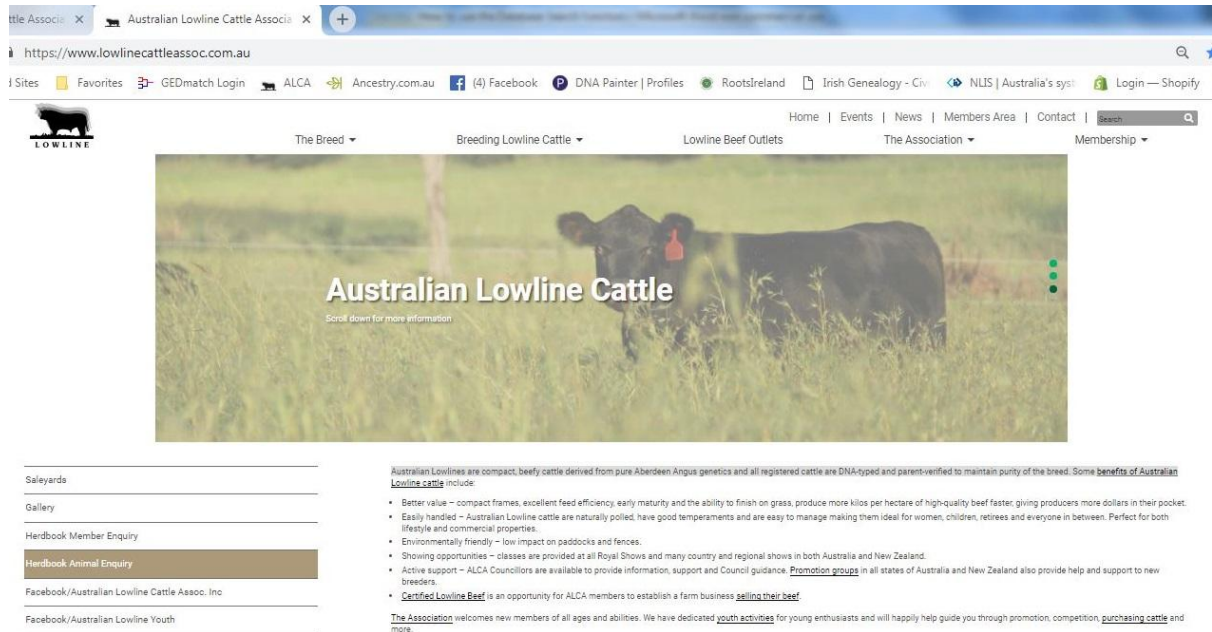 ttle Associa × Australian Lowline Cattle Associa × +
https://www.lowlinecattleassoc.com.au
d Sites Favorites GEDmatch Login ALCA Ancestry.com.au (4) Facebook DNA Painter | Profiles RootsIreland Irish Genealogy - Civi NLIS | Australia's syst Login — Shopify
Home | Events | News | Members Area | Contact | Search
LOWLINE
The Breed Breeding Lowline Cattle Lowline Beef Outlets The Association Membership
Australian Lowline Cattle
Scroll down for more information
Saleyards
Gallery
Herdbook Member Enquiry
Herdbook Animal Enquiry
Facebook/Australian Lowline Cattle Assoc. Inc
Facebook/Australian Lowline Youth
Australian Lowlines are compact, beefy cattle derived from pure Aberdeen Angus genetics and all registered cattle are DNA-typed and parent-verified to maintain purity of the breed. Some benefits of Australian
Lowline cattle include:
• Better value – compact frames, excellent feed efficiency, early maturity and the ability to finish on grass, produce more kilos per hectare of high-quality beef faster, giving producers more dollars in their pocket.
• Easily handled – Australian Lowline cattle are naturally polled, have good temperaments and are easy to manage making them ideal for women, children, retirees and everyone in between. Perfect for both
lifestyle and commercial properties.
• Environmentally friendly – low impact on paddocks and fences.
• Showing opportunities – classes are provided at all Royal Shows and many country and regional shows in both Australia and New Zealand.
• Active support – ALCA Councillors are available to provide information, support and Council guidance. Promotion groups in all states of Australia and New Zealand also provide help and support to new
breeders.
• Certified Lowline Beef is an opportunity for ALCA members to establish a farm business selling their beef.
The Association welcomes new members of all ages and abilities. We have dedicated youth activities for young enthusiasts and will happily help guide you through promotion, competition, purchasing cattle and
more.